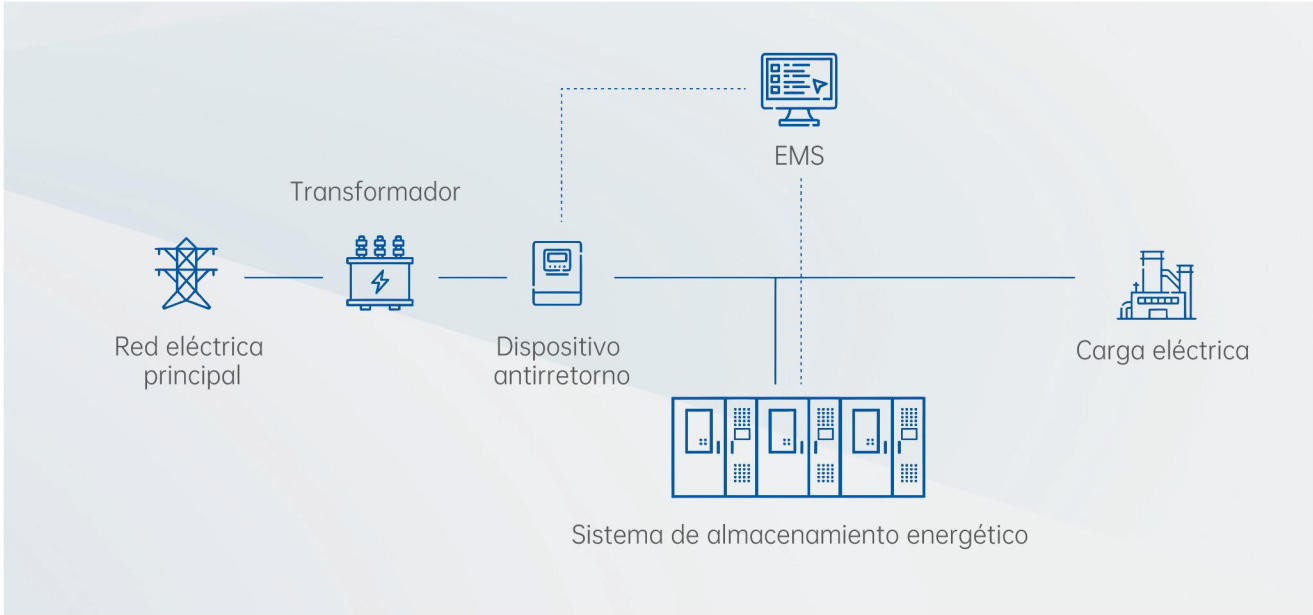 EMS
Transformador
Red eléctrica
principal
Dispositivo
antirretorno
Carga eléctrica
Sistema de almacenamiento energético